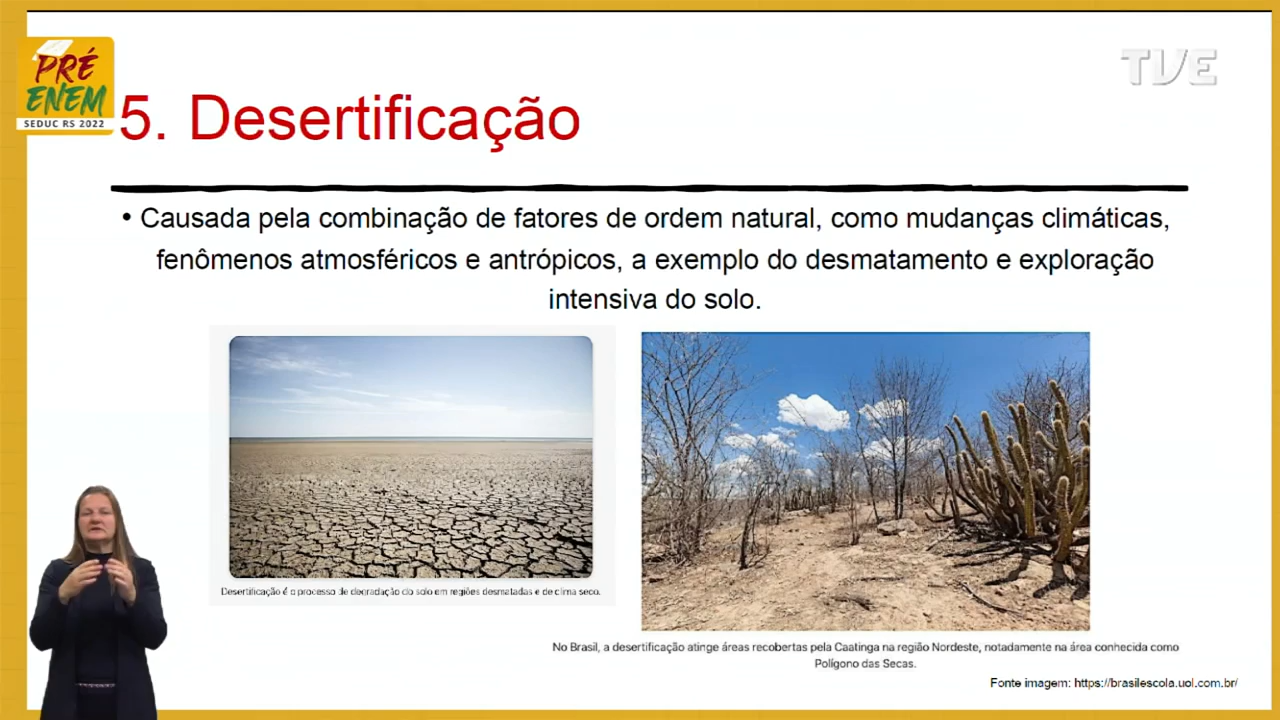 PRÉ
ENEM
SEDUC RS 2022
TVE
5. Desertificação
• Causada pela combinação de fatores de ordem natural, como mudanças climáticas,
fenômenos atmosféricos e antrópicos, a exemplo do desmatamento e exploração
intensiva do solo.
Desertificação é o processo de degradação do solo em regiões desmatadas e de clima seco.
No Brasil, a desertificação atinge áreas recobertas pela Caatinga na região Nordeste, notadamente na área conhecida como
Polígono das Secas.
Fonte imagem: https://brasilescola.uol.com.br/